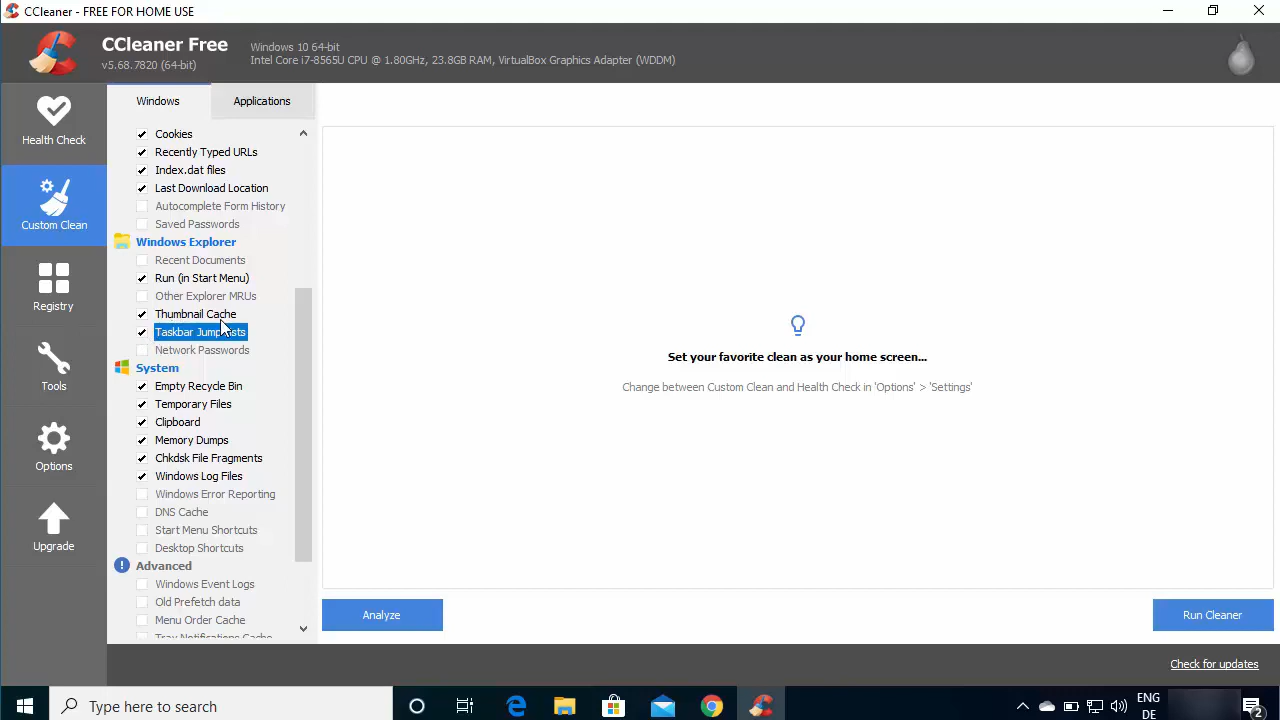 CCleaner - FREE FOR HOME USE
CCleaner Free
v5.68.7820 (64-bit)
Windows 10 64-bit
Intel Core i7-8565U CPU @ 1.80GHz, 23.8GB RAM, VirtualBox Graphics Adapter (WDDM)
Health Check
Custom Clean
Registry
Tools
Options
Upgrade
Windows
Applications
Cookies
Recently Typed URLs
Index.dat files
Last Download Location
Autocomplete Form History
Saved Passwords
Windows Explorer
Recent Documents
Run (in Start Menu)
Other Explorer MRUs
Thumbnail Cache
Taskbar Jump Lists
Network Passwords
System
Empty Recycle Bin
Temporary Files
Clipboard
Memory Dumps
Chkdsk File Fragments
Windows Log Files
Windows Error Reporting
DNS Cache
Start Menu Shortcuts
Desktop Shortcuts
Advanced
Windows Event Logs
Old Prefetch data
Menu Order Cache
Tray Notifications Cache
Set your favorite clean as your home screen...
Change between Custom Clean and Health Check in 'Options' > 'Settings'
Analyze
Run Cleaner
Check for updates
Type here to search
ENG
DE
2